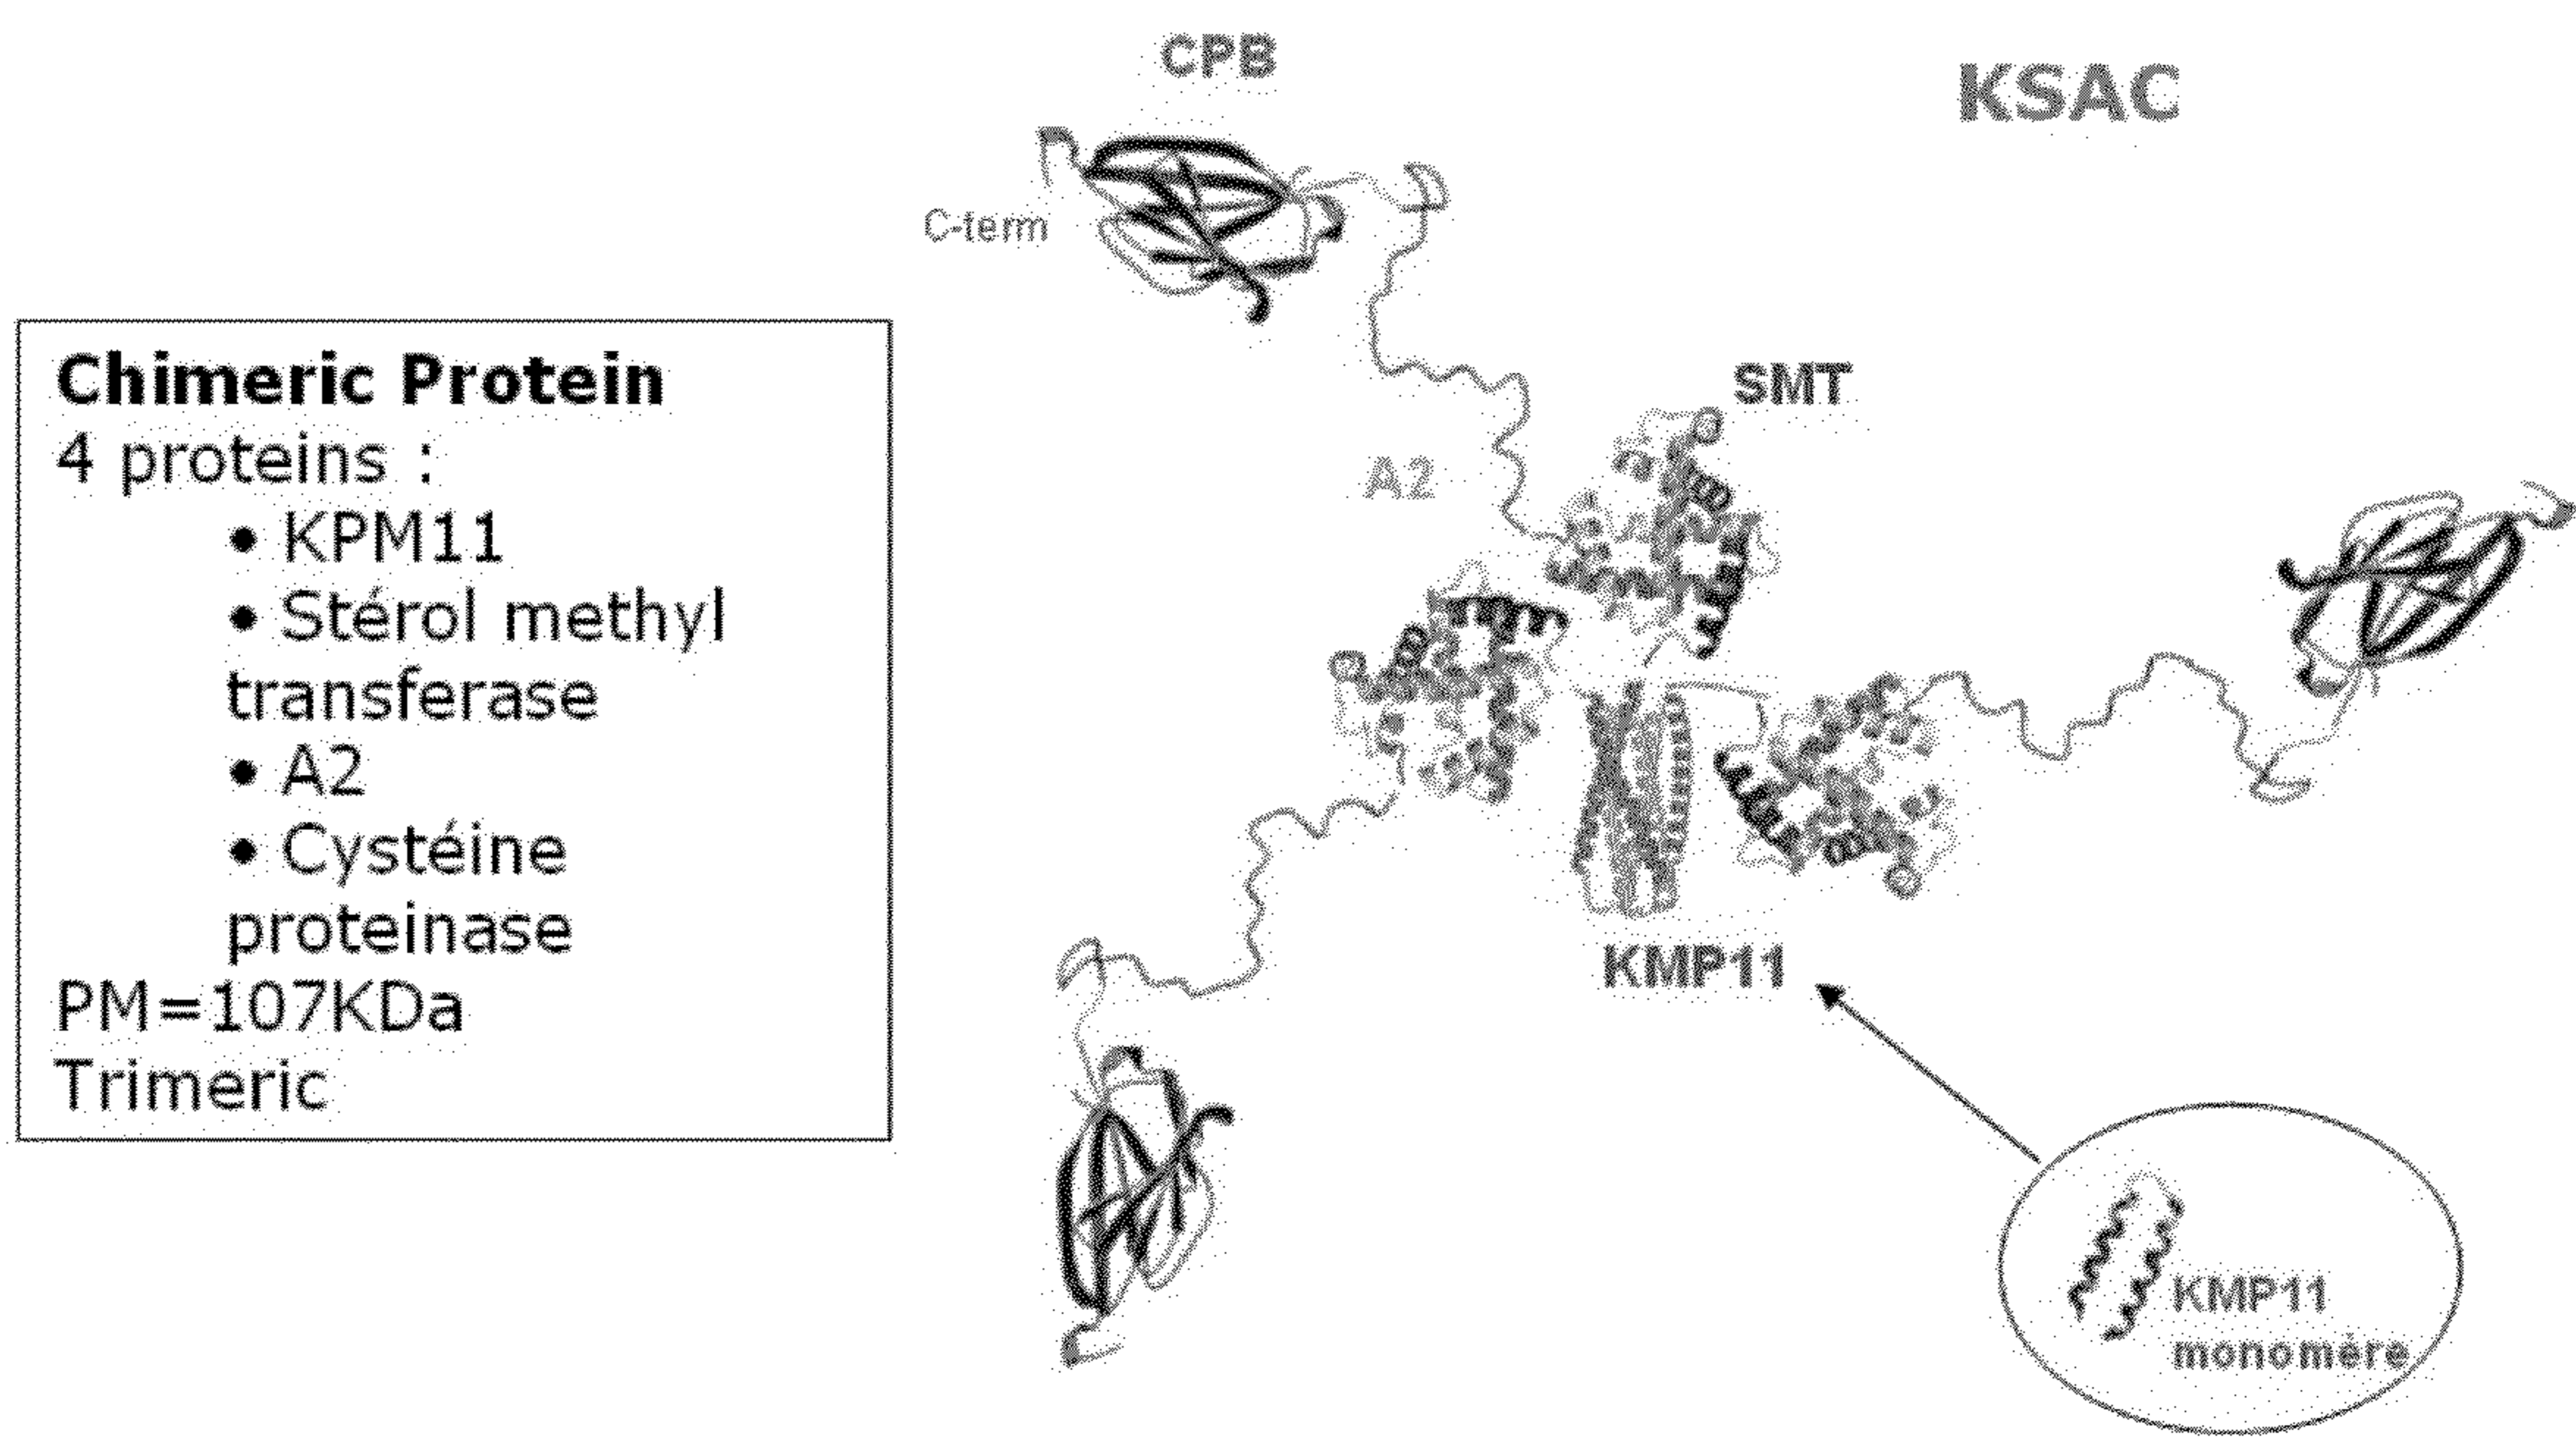 CPB
KSAC
C-term
Chimeric Protein
4 proteins :
• KPM11
• Stérol methyl
transferase
• A2
• Cystéine
proteinase
PM=107KDa
Trimeric
SMT
A2
KMP11
KMP11
monomère